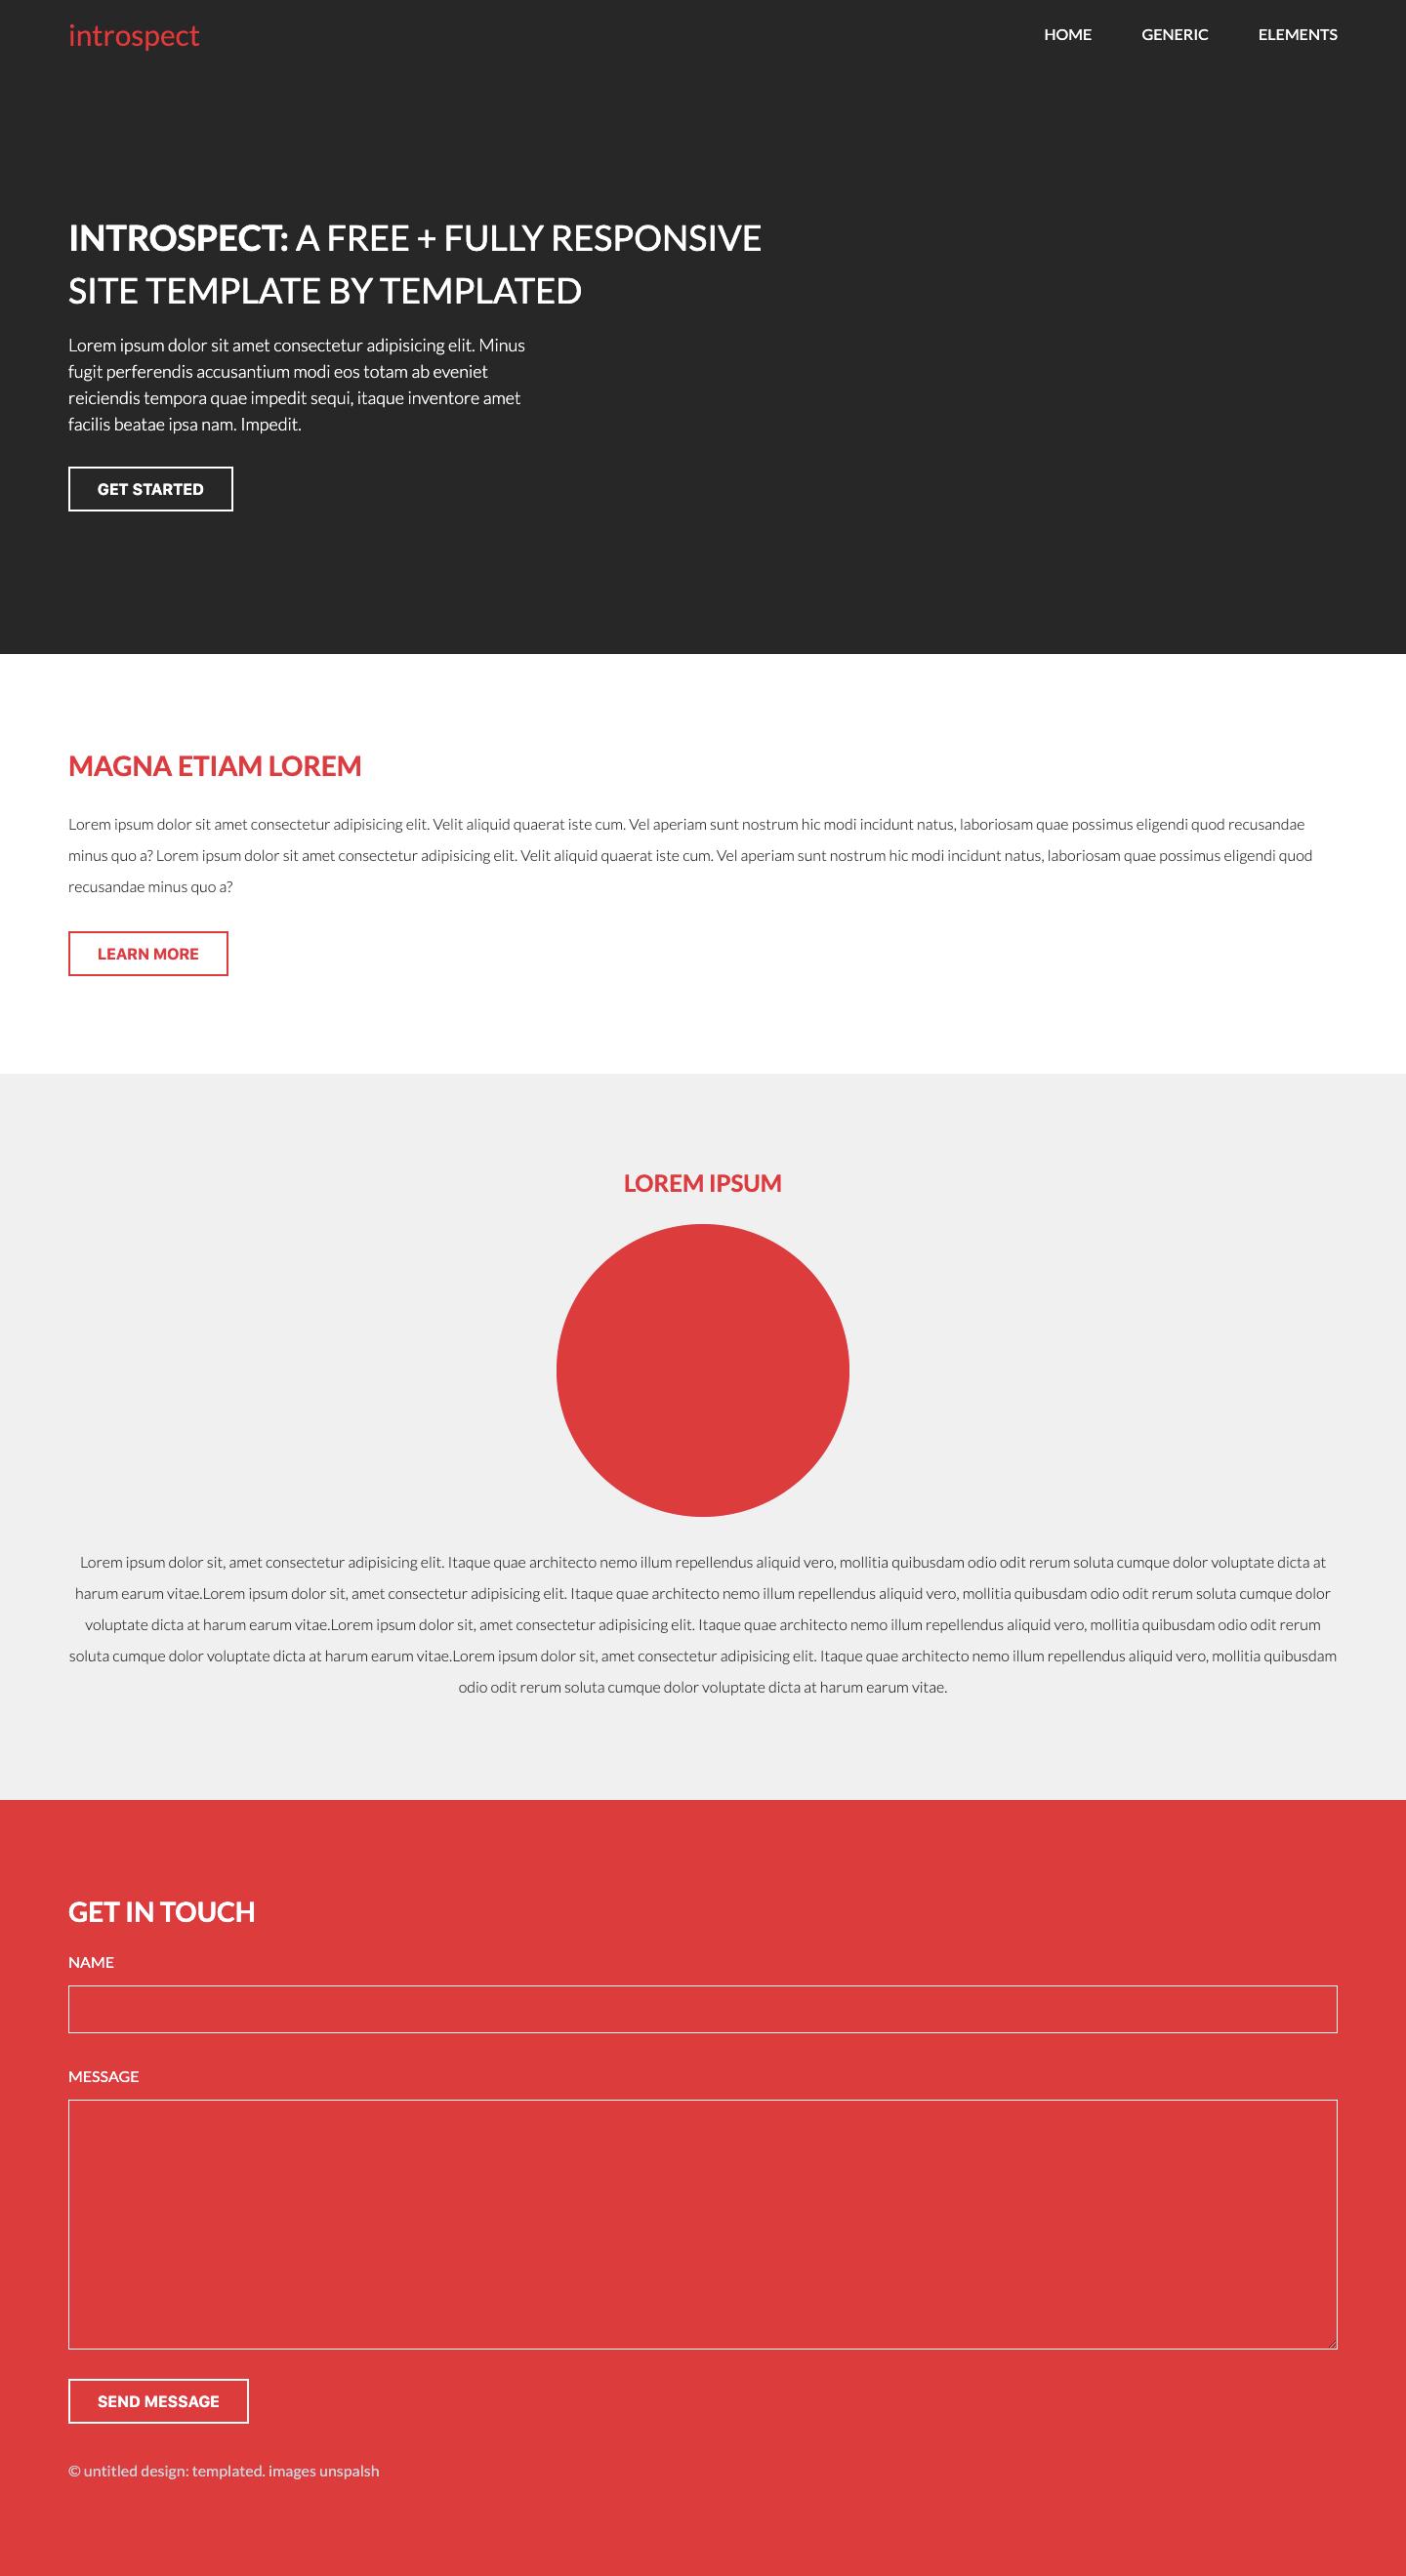 introspect
HOME GENERIC ELEMENTS
INTROSPECT: A FREE + FULLY RESPONSIVE
SITE TEMPLATE BY TEMPLATED
Lorem ipsum dolor sit amet consectetur adipisicing elit. Minus
fugit perferendis accusantium modi eos totam ab eveniet
reiciendis tempora quae impedit sequi, itaque inventore amet
facilis beatae ipsa nam. Impedit.
GET STARTED
MAGNA ETIAM LOREM
Lorem ipsum dolor sit amet consectetur adipisicing elit. Velit aliquid quaerat iste cum. Vel aperiam sunt nostrum hic modi incidunt natus, laboriosam quae possimus eligendi quod recusandae
minus quo a? Lorem ipsum dolor sit amet consectetur adipisicing elit. Velit aliquid quaerat iste cum. Vel aperiam sunt nostrum hic modi incidunt natus, laboriosam quae possimus eligendi quod
recusandae minus quo a?
LEARN MORE
LOREM IPSUM
Lorem ipsum dolor sit, amet consectetur adipisicing elit. Itaque quae architecto nemo illum repellendus aliquid vero, mollitia quibusdam odio odit rerum soluta cumque dolor voluptate dicta at
harum earum vitae.Lorem ipsum dolor sit, amet consectetur adipisicing elit. Itaque quae architecto nemo illum repellendus aliquid vero, mollitia quibusdam odio odit rerum soluta cumque dolor
voluptate dicta at harum earum vitae.Lorem ipsum dolor sit, amet consectetur adipisicing elit. Itaque quae architecto nemo illum repellendus aliquid vero, mollitia quibusdam odio odit rerum
soluta cumque dolor voluptate dicta at harum earum vitae.Lorem ipsum dolor sit, amet consectetur adipisicing elit. Itaque quae architecto nemo illum repellendus aliquid vero, mollitia quibusdam
odio odit rerum soluta cumque dolor voluptate dicta at harum earum vitae.
GET IN TOUCH
NAME
MESSAGE
SEND MESSAGE
© untitled design: templated. images unspalsh